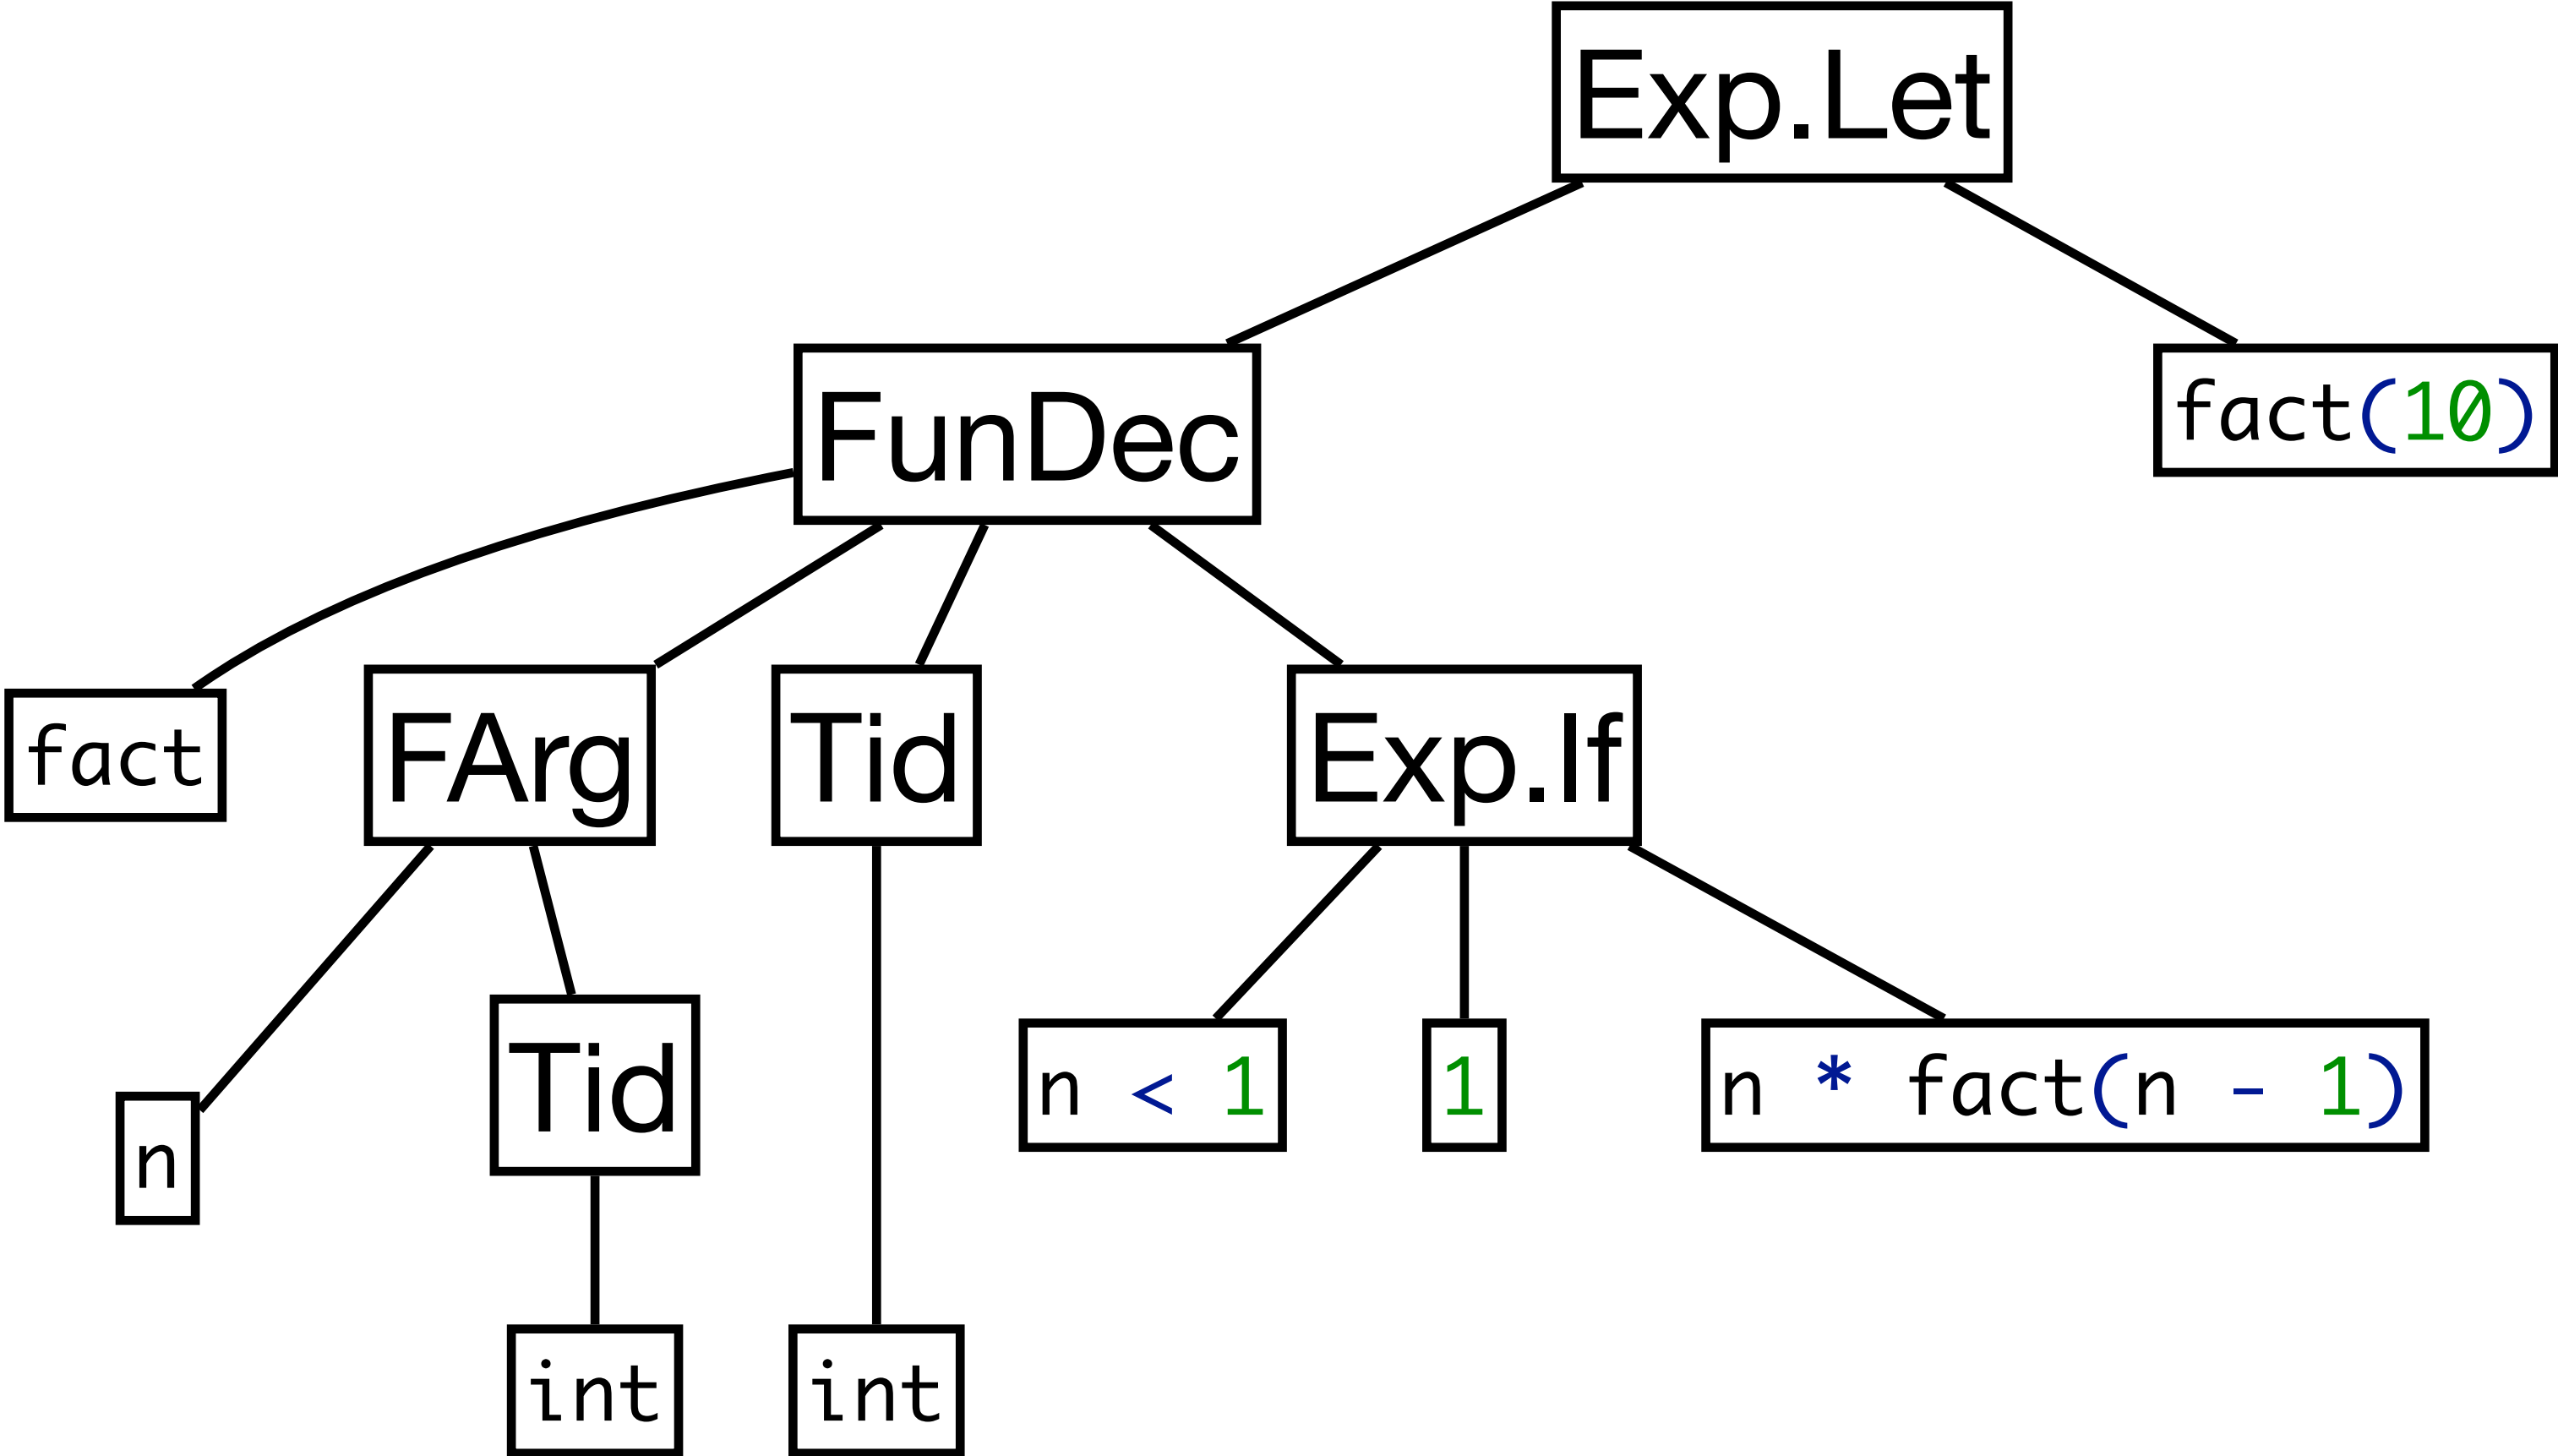 Exp.Let
FunDec
fact(10)
fact
FArg
Tid
Exp.If
n
Tid
n < 1
1
n * fact(n - 1)
int
int